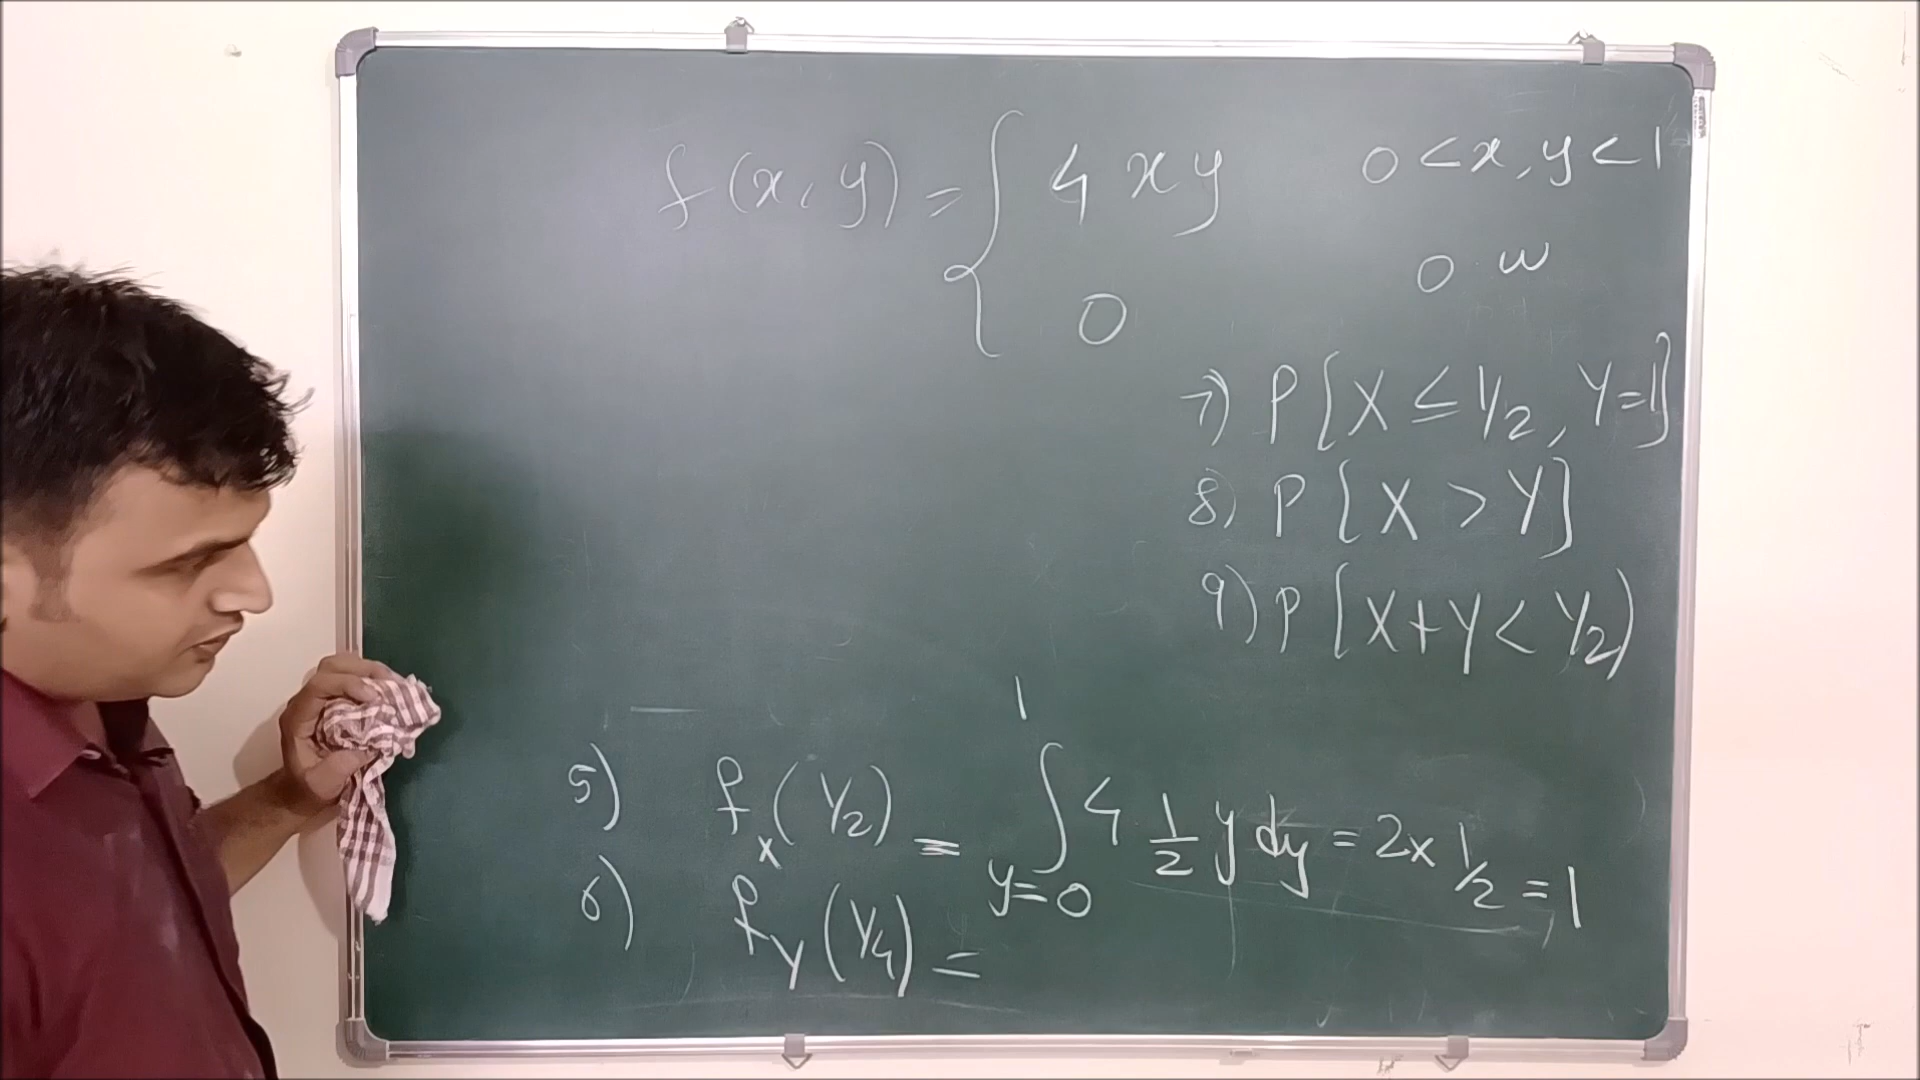 f(x, y) = { 4xy 0 < x, y < 1
0 0.w
7) P[X ≤ 1/2, Y=1]
8) P[X > Y]
9) P[X+Y < 1/2)
5) f_X(1/2) = ∫_{y=0}^{1} 4 1/2 y dy = 2x 1/2 = 1
6) f_Y(1/4) =